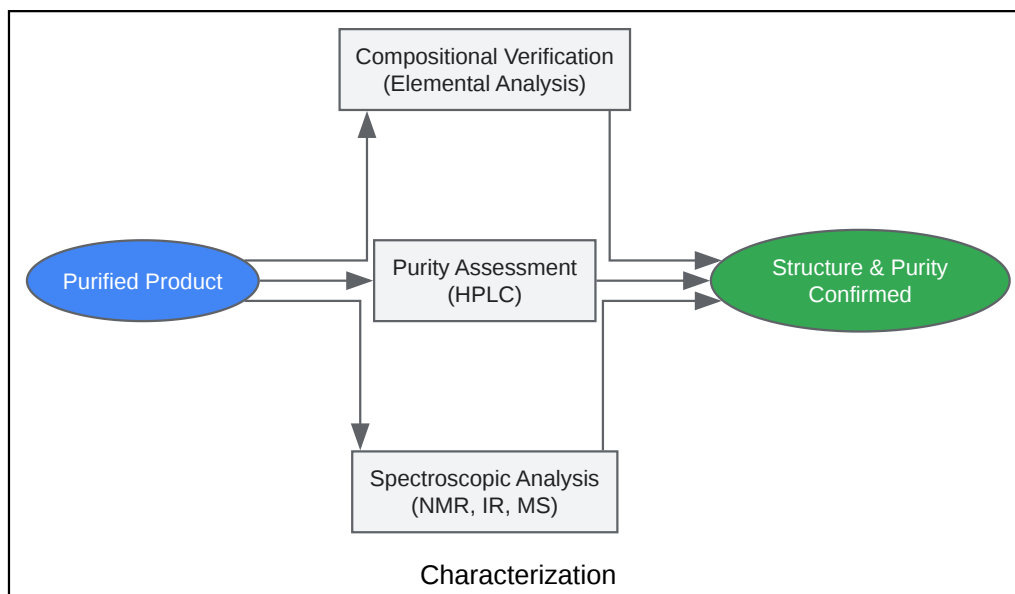 Compositional Verification
(Elemental Analysis)
Purified Product
Purity Assessment
(HPLC)
Structure & Purity
Confirmed
Spectroscopic Analysis
(NMR, IR, MS)
Characterization